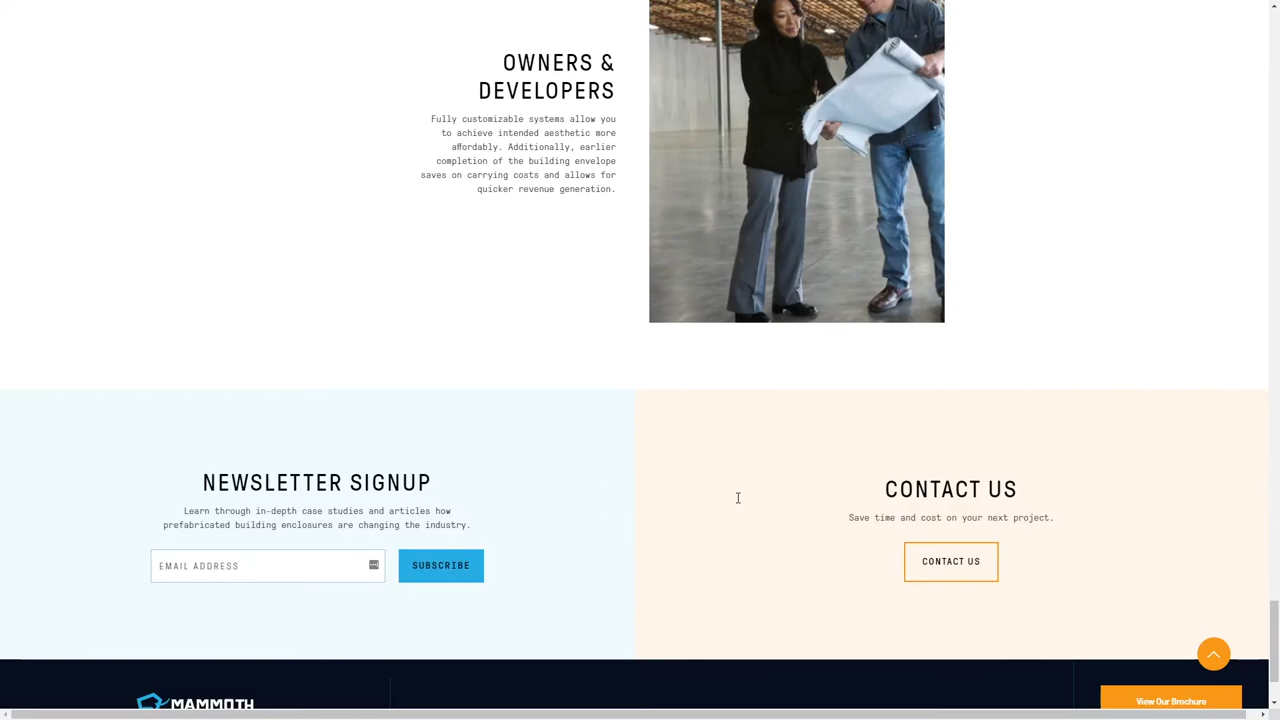 OWNERS &
DEVELOPERS
Fully customizable systems allow you
to achieve intended aesthetic more
affordably. Additionally, earlier
completion of the building envelope
saves on carrying costs and allows for
quicker revenue generation.
NEWSLETTER SIGNUP
Learn through in-depth case studies and articles how
prefabricated building enclosures are changing the industry.
EMAIL ADDRESS
SUBSCRIBE
CONTACT US
Save time and cost on your next project.
CONTACT US
MAMMOTH
View Our Brochure